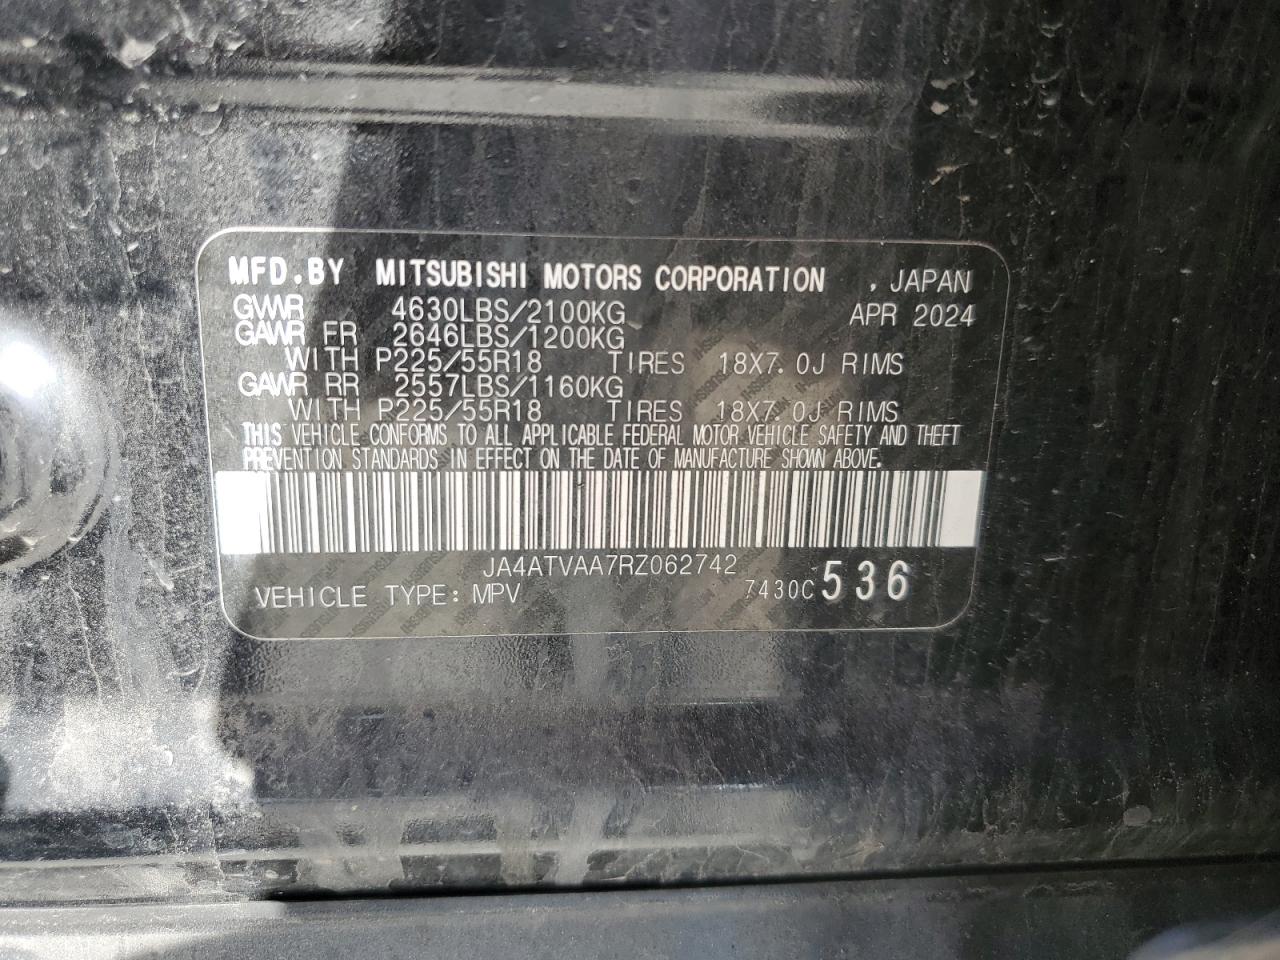 MFD.BY MITSUBISHI MOTORS CORPORATION , JAPAN
GVWR 4630LBS/2100KG APR 2024
GAWR FR 2646LBS/1200KG
WITH P225/55R18 TIRES 18X7.0J RIMS
GAWR RR 2557LBS/1160KG
WITH P225/55R18 TIRES 18X7.0J RIMS
THIS VEHICLE CONFORMS TO ALL APPLICABLE FEDERAL MOTOR VEHICLE SAFETY AND THEFT
PREVENTION STANDARDS IN EFFECT ON THE DATE OF MANUFACTURE SHOWN ABOVE.
JA4ATVAA7RZ062742
VEHICLE TYPE: MPV 7430C 536